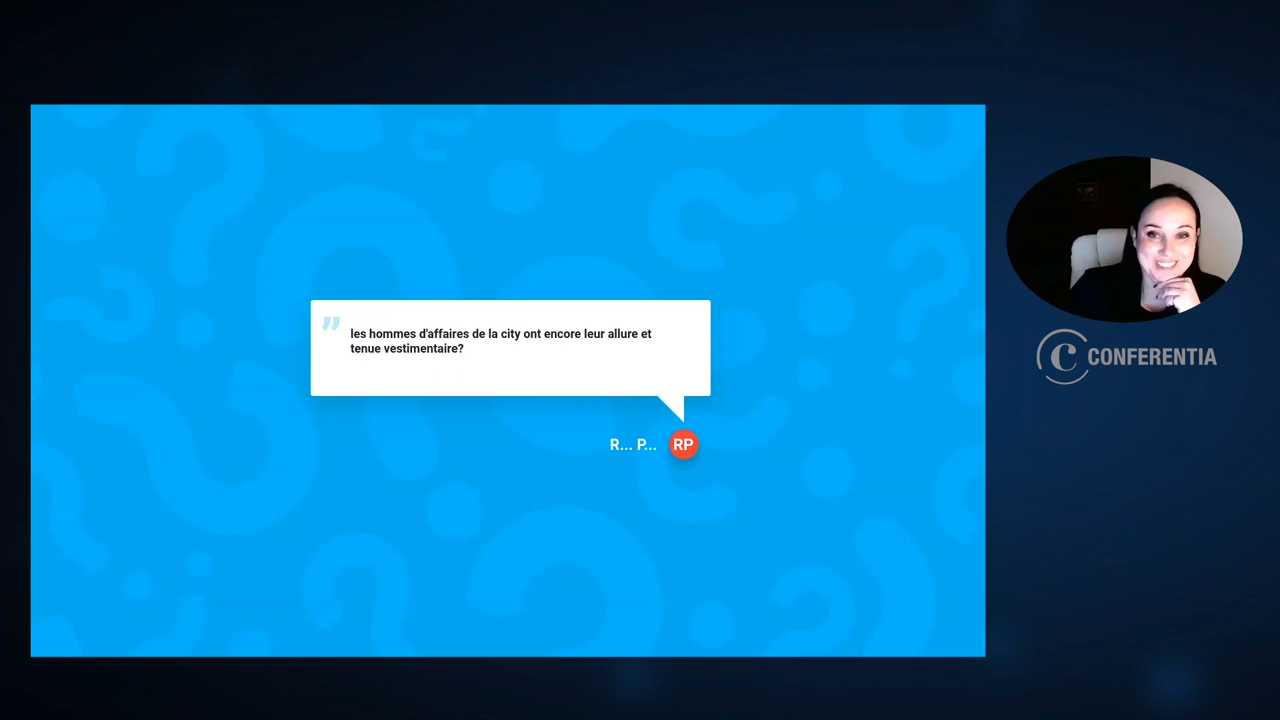 les hommes d'affaires de la city ont encore leur allure et
tenue vestimentaire?
R... P... RP
C CONFERENTIA